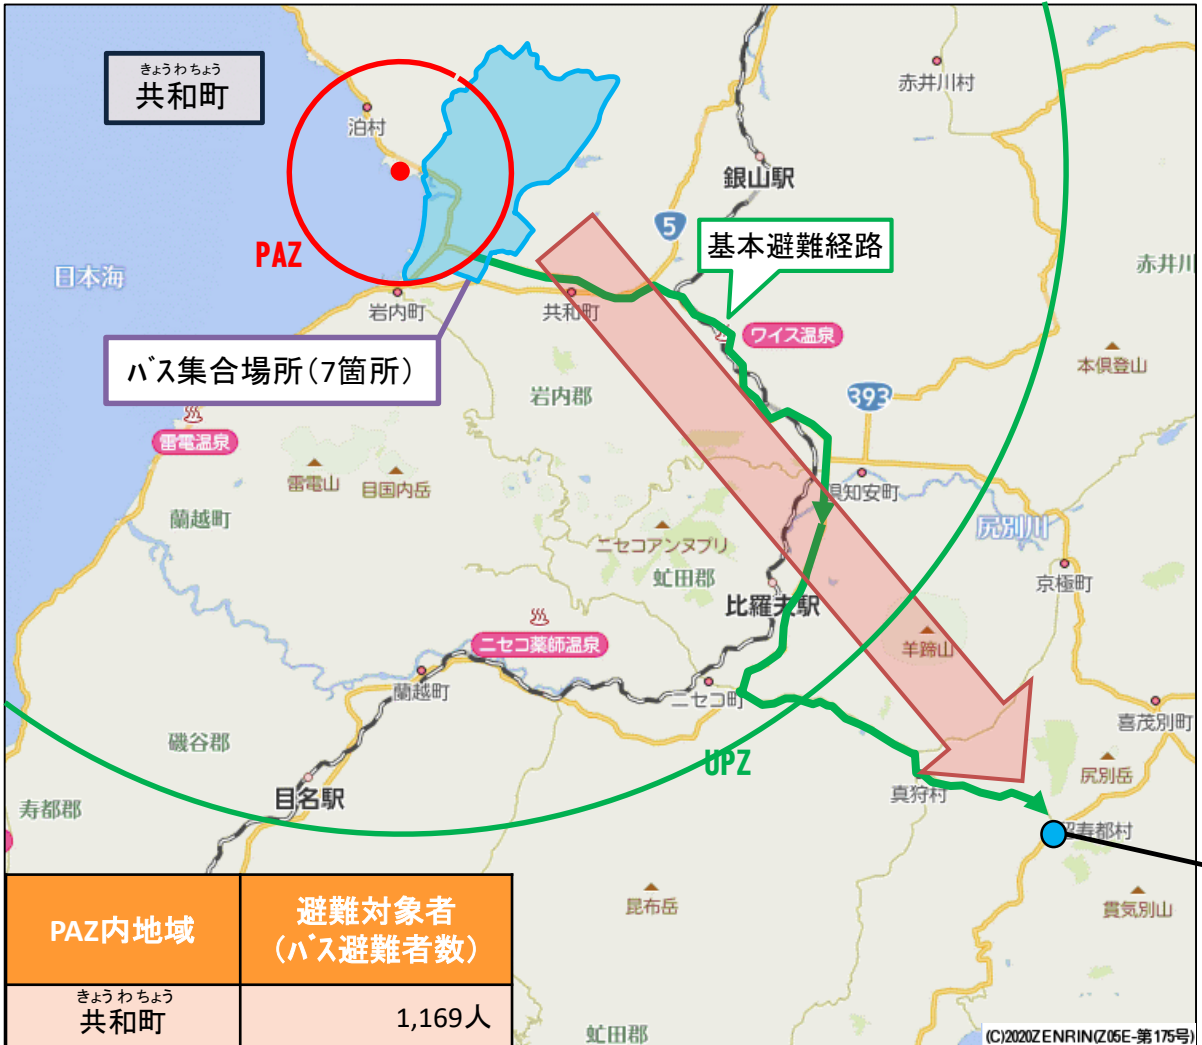 きょうわちょう
共和町
泊村
PAZ
日本海
岩内町
共和町
銀山駅
赤井川村
5
基本避難経路
赤井川
ワイス温泉
本倶登山
バス集合場所(7箇所)
岩内郡
393
雷電温泉
雷電山
目国内岳
蘭越町
倶知安町
尻別川
ニセコアンヌプリ
虻田郡
京極町
比羅夫駅
ニセコ薬師温泉
羊蹄山
蘭越町
ニセコ町
喜茂別町
磯谷郡
UPZ
尻別岳
目名駅
真狩村
寿都郡
留寿都村
昆布岳
貫気別山
PAZ内地域
避難対象者
(バス避難者数)
きょうわちょう
共和町
1,169人
虻田郡
(C)2020ZENRIN(Z05E-第175号)